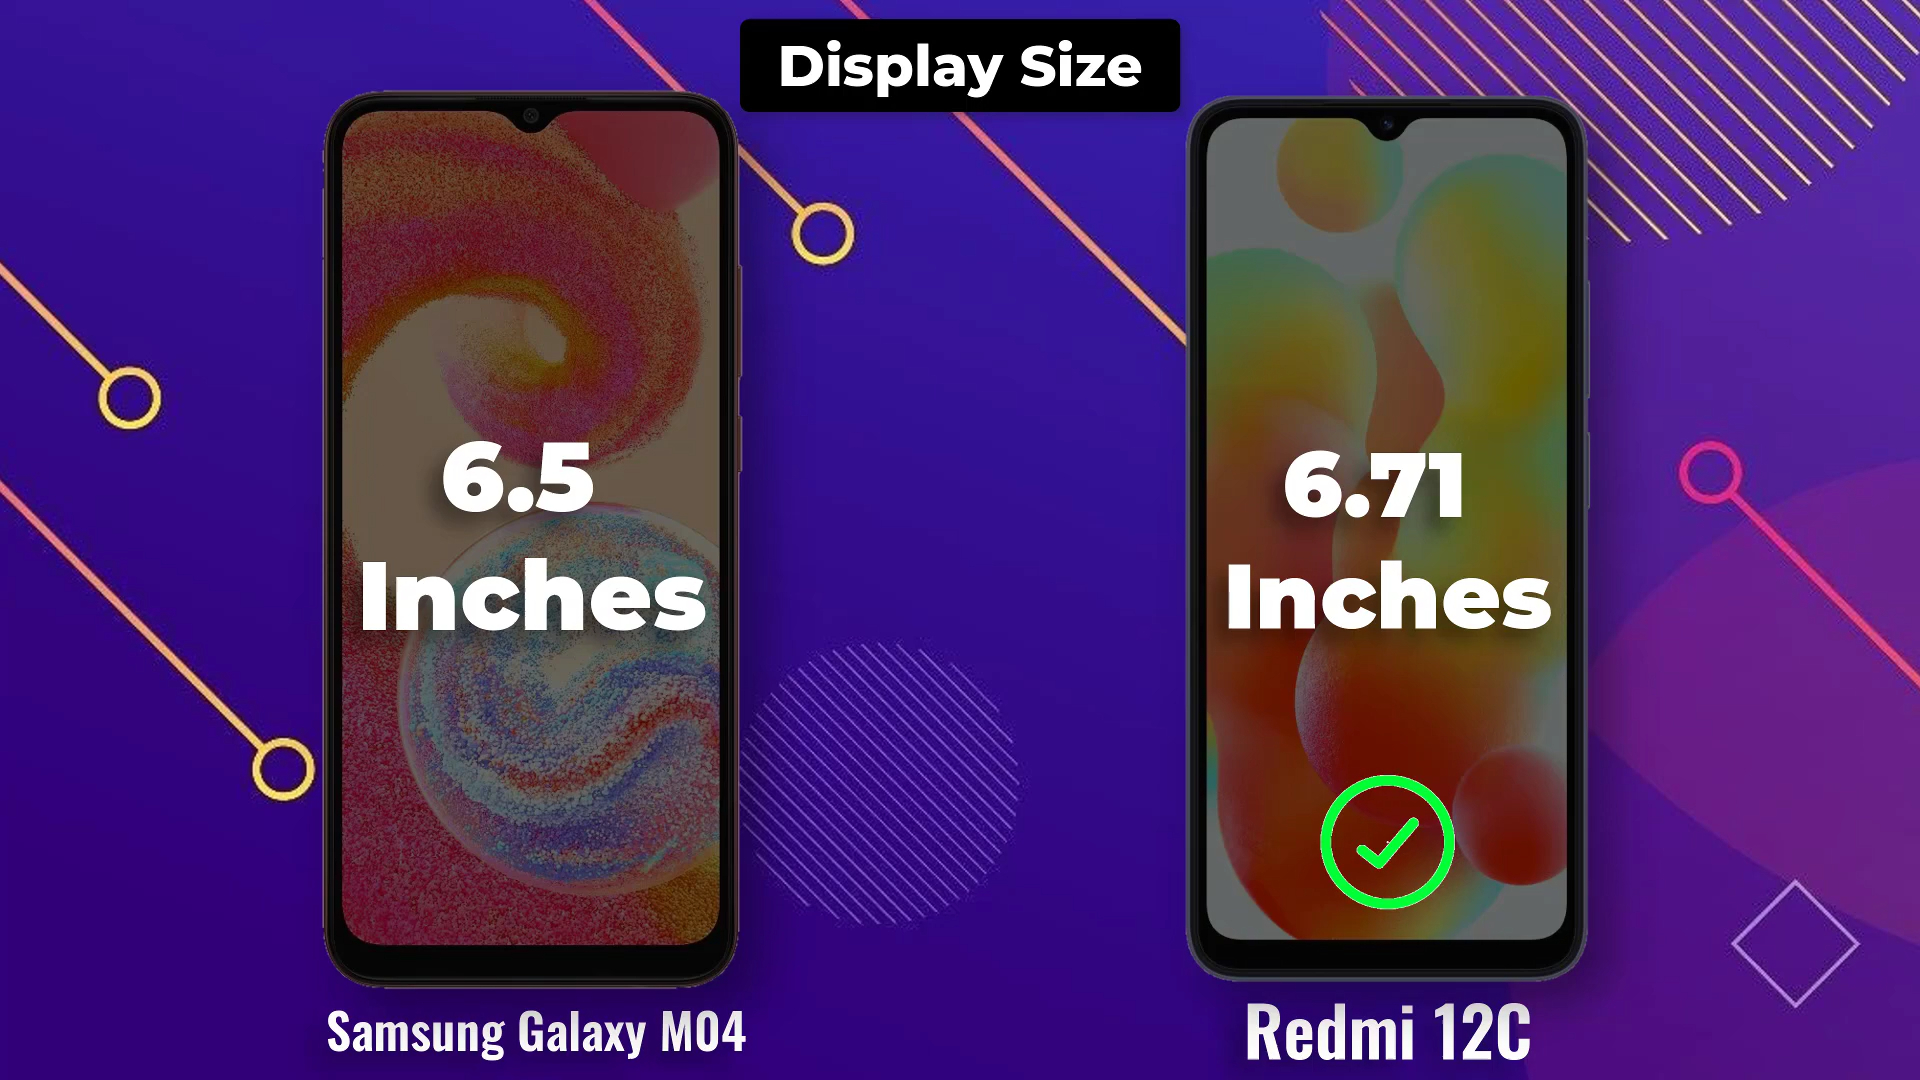 Display Size
6.5
Inches
6.71
Inches
Samsung Galaxy M04
Redmi 12C